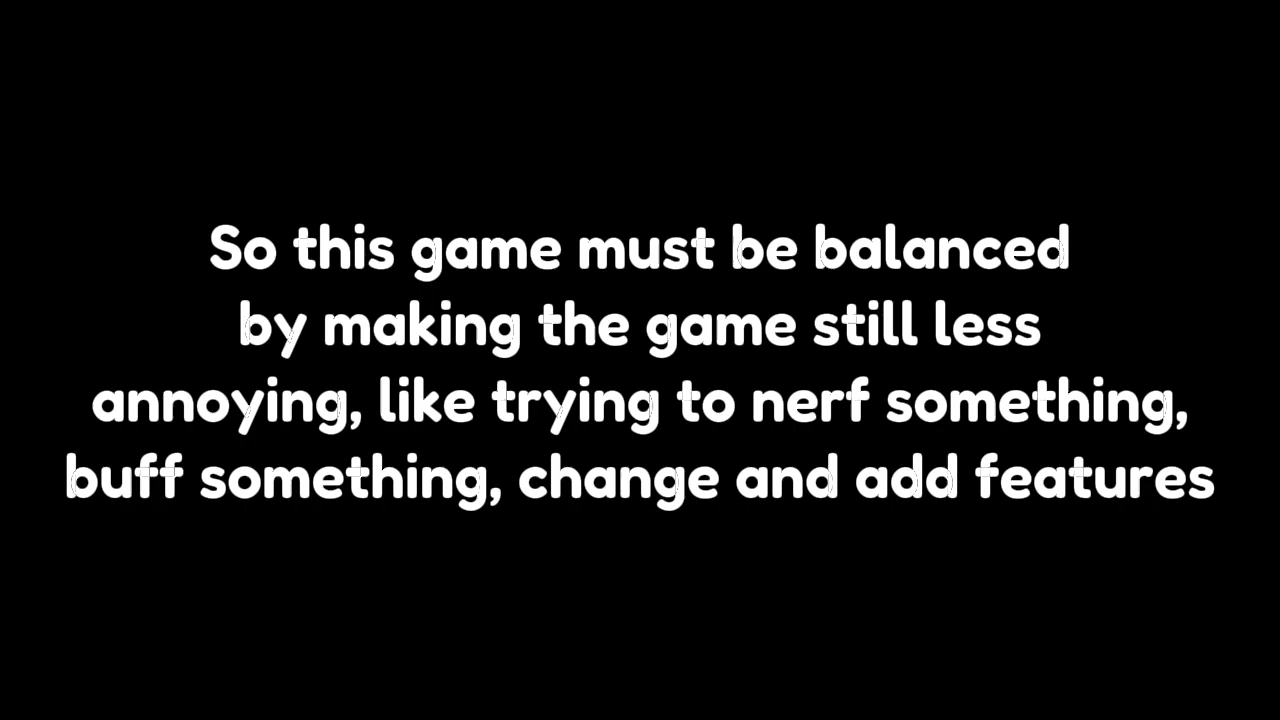 So this game must be balanced
by making the game still less
annoying, like trying to nerf something,
buff something, change and add features